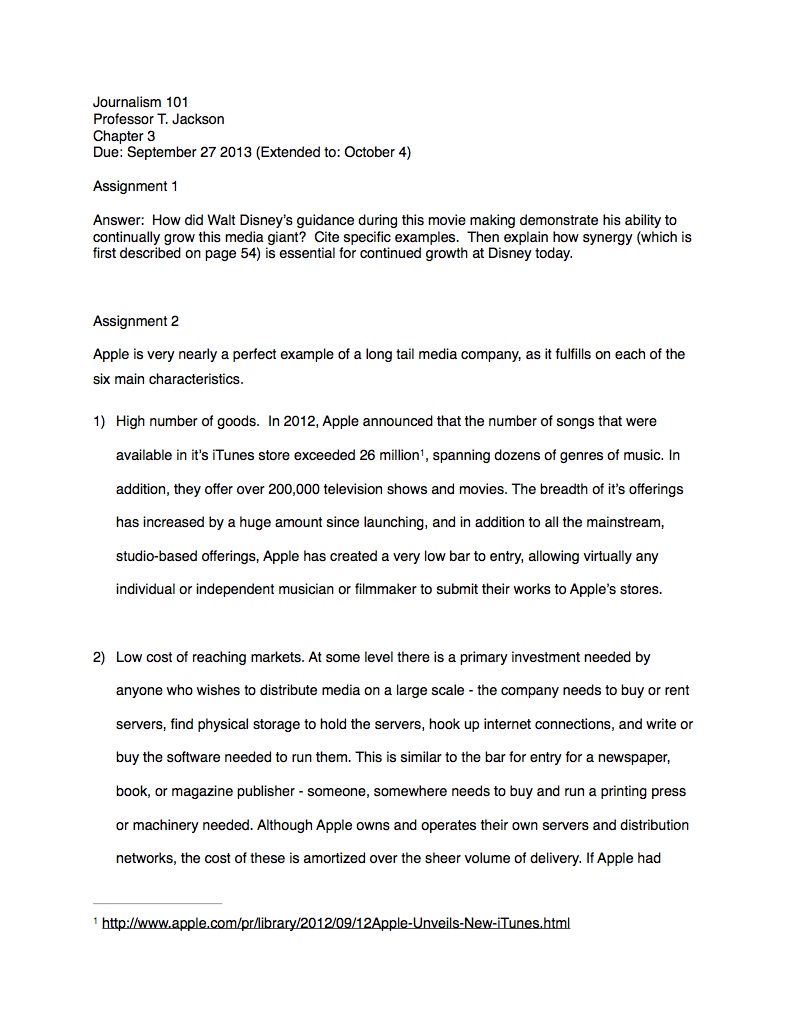 Journalism 101
Professor T. Jackson
Chapter 3
Due: September 27 2013 (Extended to: October 4)
Assignment 1
Answer:  How did Walt Disney’s guidance during this movie making demonstrate his ability to
continually grow this media giant?  Cite specific examples.  Then explain how synergy (which is
first described on page 54) is essential for continued growth at Disney today.
Assignment 2
Apple is very nearly a perfect example of a long tail media company, as it fulfills on each of the
six main characteristics.
1) High number of goods.  In 2012, Apple announced that the number of songs that were
available in it’s iTunes store exceeded 26 million¹, spanning dozens of genres of music. In
addition, they offer over 200,000 television shows and movies. The breadth of it’s offerings
has increased by a huge amount since launching, and in addition to all the mainstream,
studio-based offerings, Apple has created a very low bar to entry, allowing virtually any
individual or independent musician or filmmaker to submit their works to Apple’s stores.
2) Low cost of reaching markets. At some level there is a primary investment needed by
anyone who wishes to distribute media on a large scale - the company needs to buy or rent
servers, find physical storage to hold the servers, hook up internet connections, and write or
buy the software needed to run them. This is similar to the bar for entry for a newspaper,
book, or magazine publisher - someone, somewhere needs to buy and run a printing press
or machinery needed. Although Apple owns and operates their own servers and distribution
networks, the cost of these is amortized over the sheer volume of delivery. If Apple had
¹ http://www.apple.com/pr/library/2012/09/12Apple-Unveils-New-iTunes.html